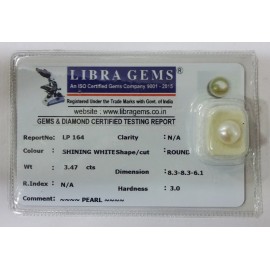 LIBRA GEMS®
An ISO Certified Gems Company 9001 - 2015
Registered Under the Trade Marks with Govt. of India
website : www.libragems.co.in
GEMS & DIAMOND CERTIFIED TESTING REPORT
ReportNo: LP 164 Clarity : N/A
Colour : SHINING WHITE Shape/cut : ROUND
Wt : 3.47 cts Dimension : 8.3-8.3-6.1
R.Index : N/A Hardness : 3.0
Comment : ~~~~ PEARL ~~~~